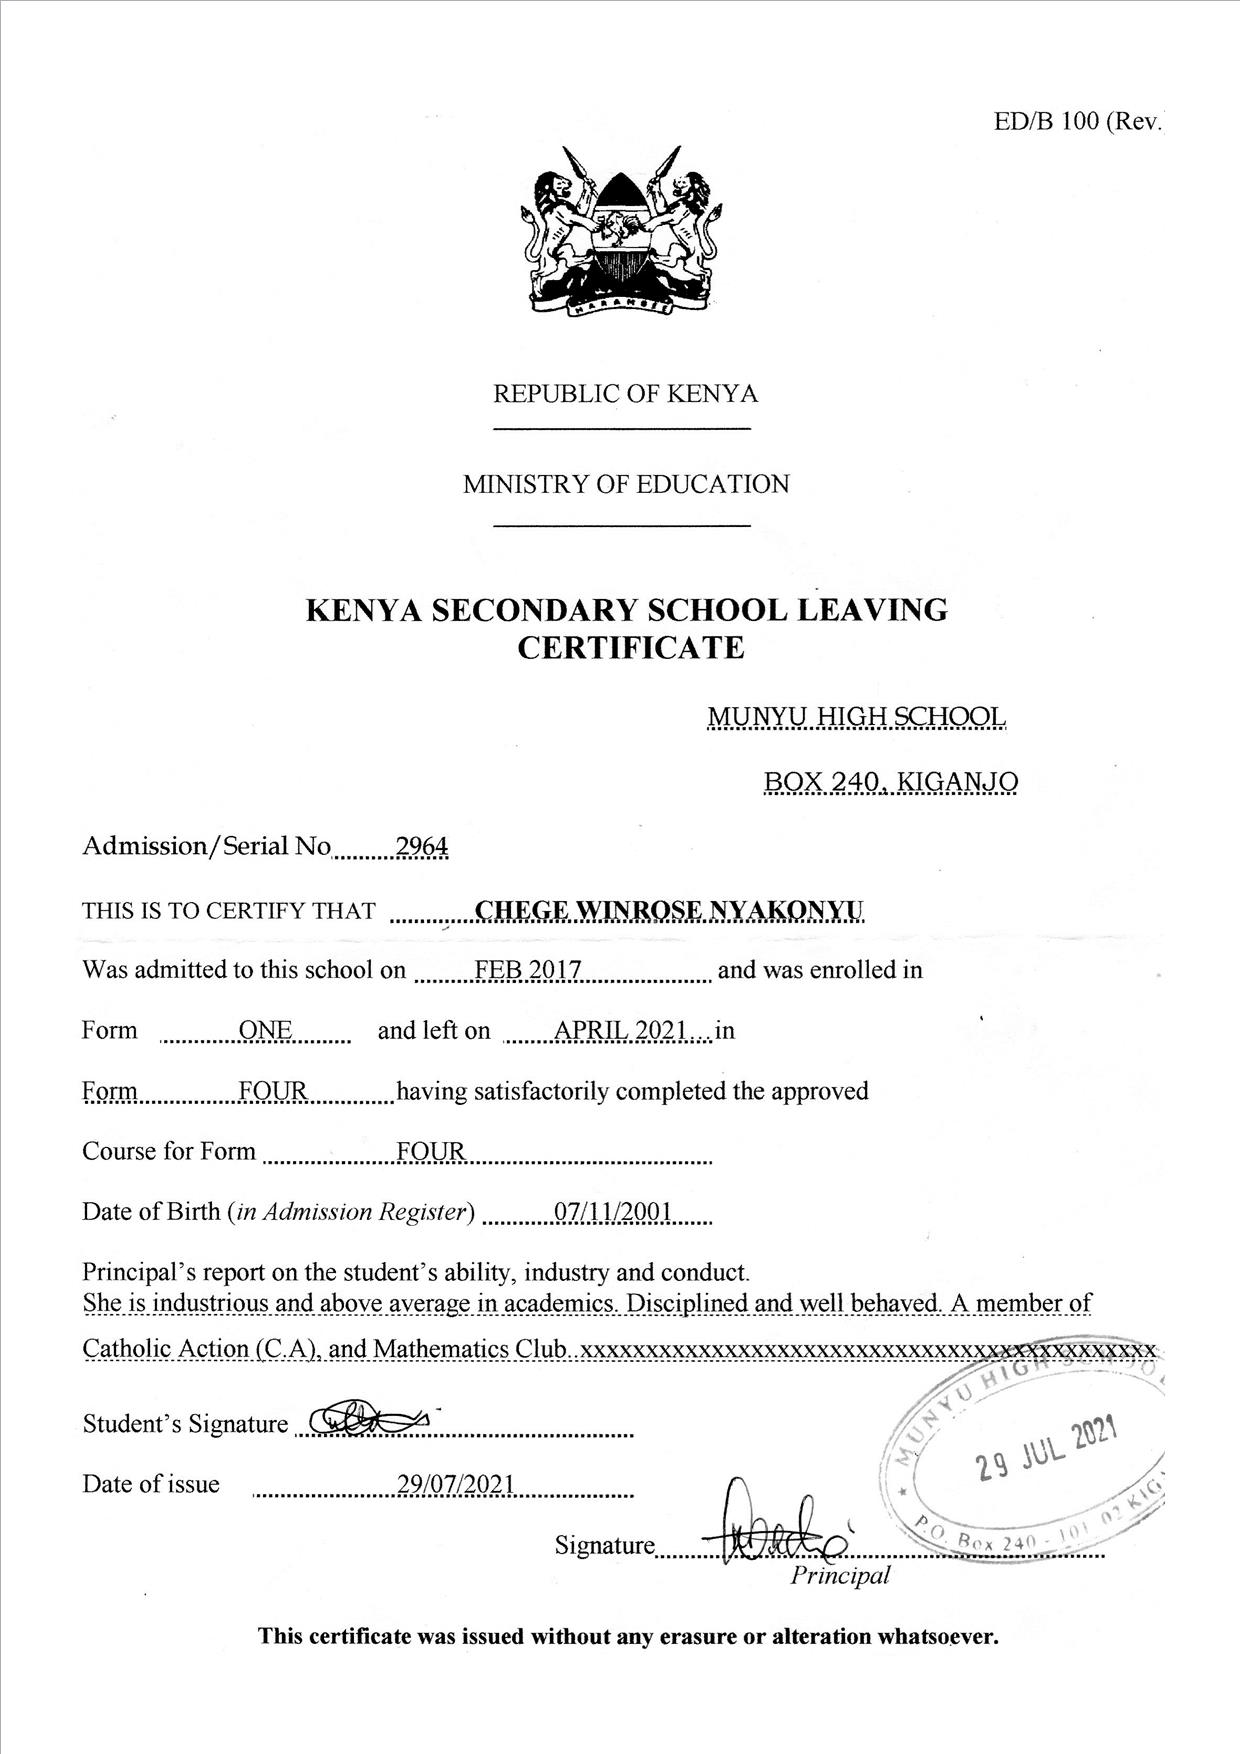 ED/B 100 (Rev.
HARAMBEE
REPUBLIC OF KENYA
MINISTRY OF EDUCATION
KENYA SECONDARY SCHOOL LEAVING
CERTIFICATE
MUNYU HIGH SCHOOL
BOX 240, KIGANJO
Admission/Serial No..........2964
THIS IS TO CERTIFY THAT ............CHEGE WINROSE NYAKONYU
Was admitted to this school on .........FEB 2017................... and was enrolled in
Form ............ONE........ and left on ........APRIL 2021... in
Form...............FOUR.............having satisfactorily completed the approved
Course for Form ....................FOUR.....................................
Date of Birth (in Admission Register) ...........07/11/2001......
Principal's report on the student's ability, industry and conduct.
She is industrious and above average in academics. Disciplined and well behaved. A member of
Catholic Action (C.A), and Mathematics Club..xxxxxxxxxxxxxxxxxxxxxxxxxxxxxxxxxxxxxxxxxxxx
MUNYU HIGH SCHOOL
29 JUL 2021
P.O. Box 240 - 101 02 KIG
Student's Signature ....................................................
Date of issue ......................29/07/2021..................
Signature....................................................................
Principal
This certificate was issued without any erasure or alteration whatsoever.